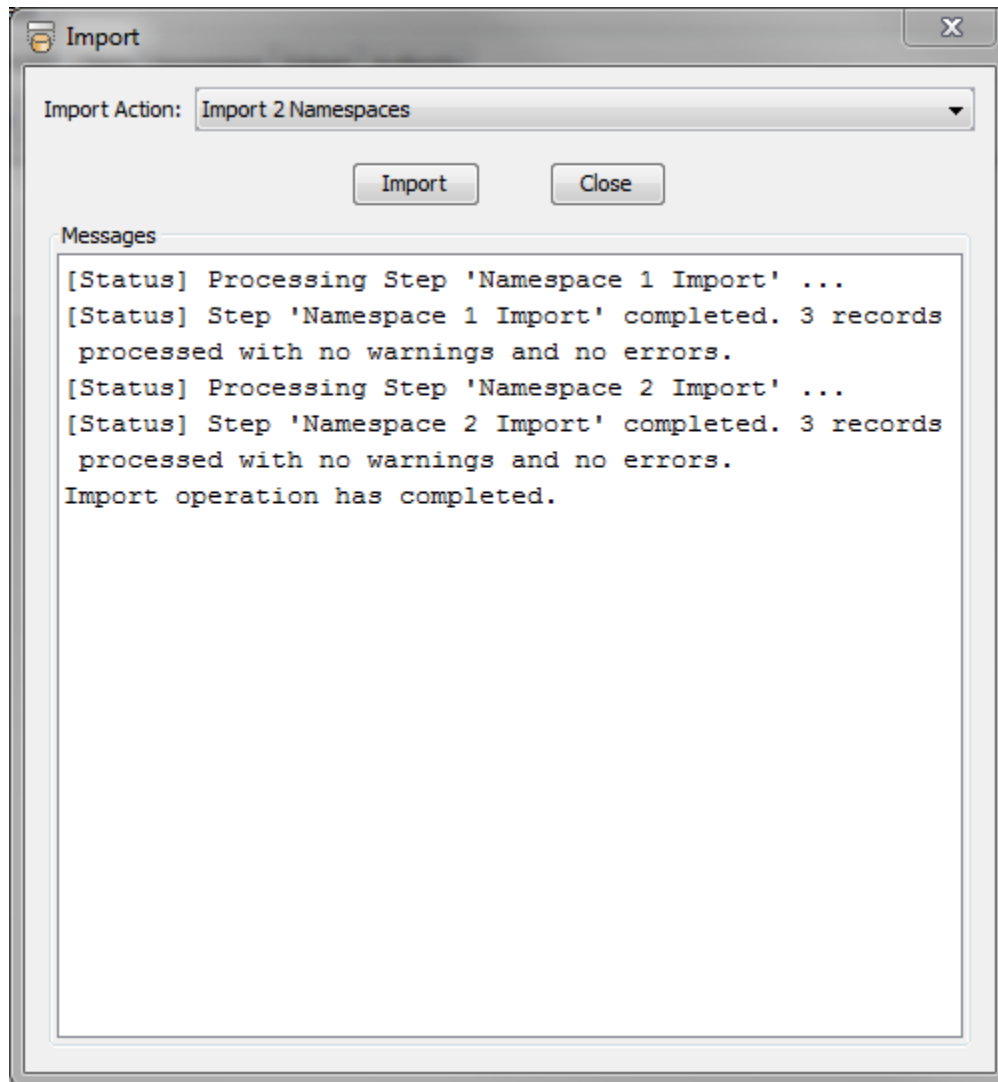 Import
Import Action: Import 2 Namespaces
Import Close
Messages
[Status] Processing Step 'Namespace 1 Import' ...
[Status] Step 'Namespace 1 Import' completed. 3 records
processed with no warnings and no errors.
[Status] Processing Step 'Namespace 2 Import' ...
[Status] Step 'Namespace 2 Import' completed. 3 records
processed with no warnings and no errors.
Import operation has completed.